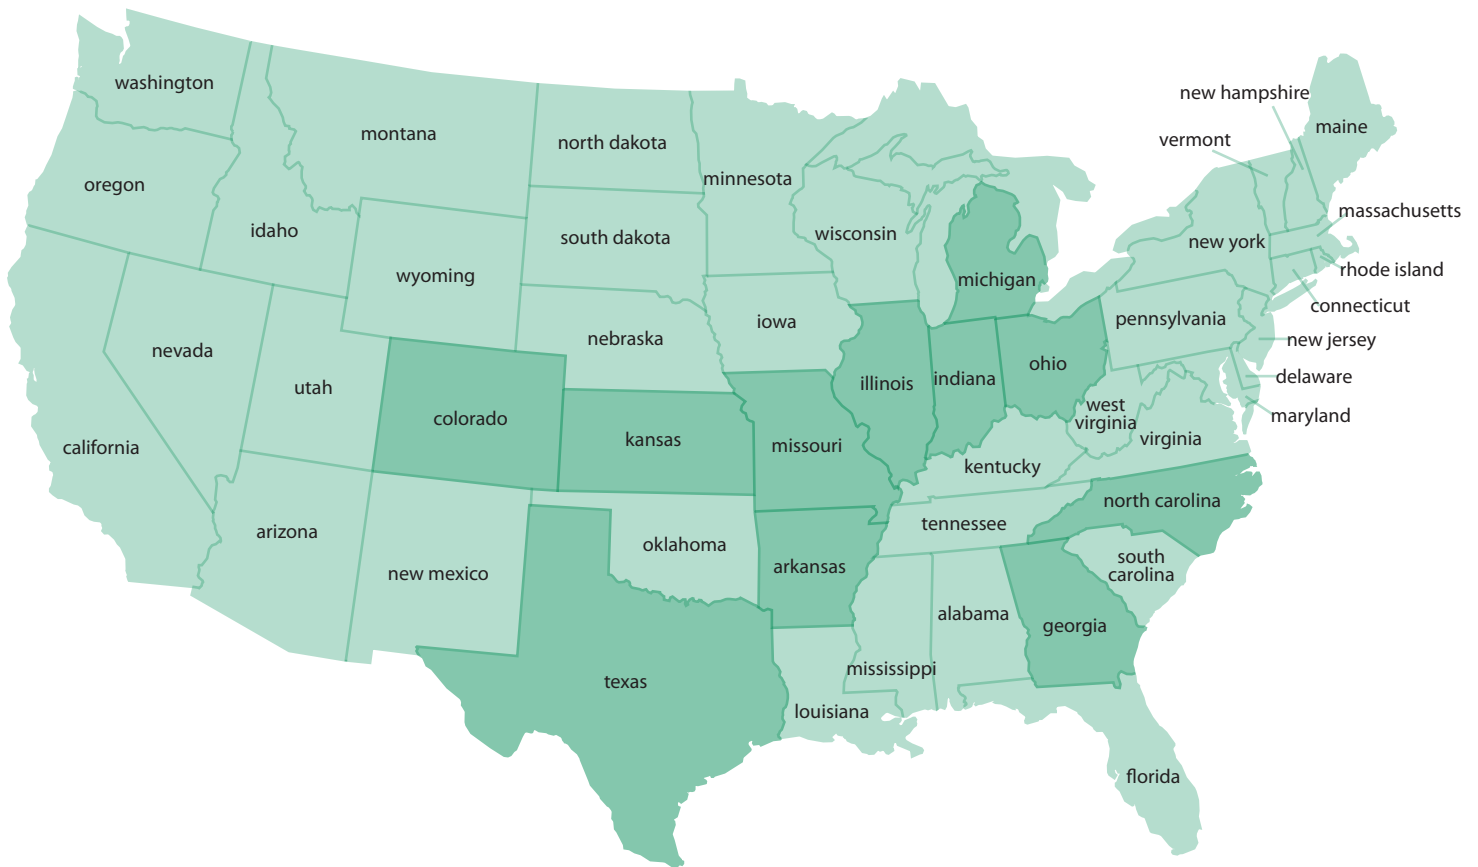 washington
montana
north dakota
minnesota
new hampshire
maine
vermont
oregon
idaho
wyoming
south dakota
wisconsin
michigan
new york
massachusetts
rhode island
connecticut
nevada
utah
nebraska
iowa
pennsylvania
new jersey
delaware
maryland
california
colorado
kansas
missouri
illinois
indiana
ohio
west
virginia
virginia
kentucky
arizona
new mexico
oklahoma
arkansas
tennessee
north carolina
south
carolina
texas
louisiana
mississippi
alabama
georgia
florida